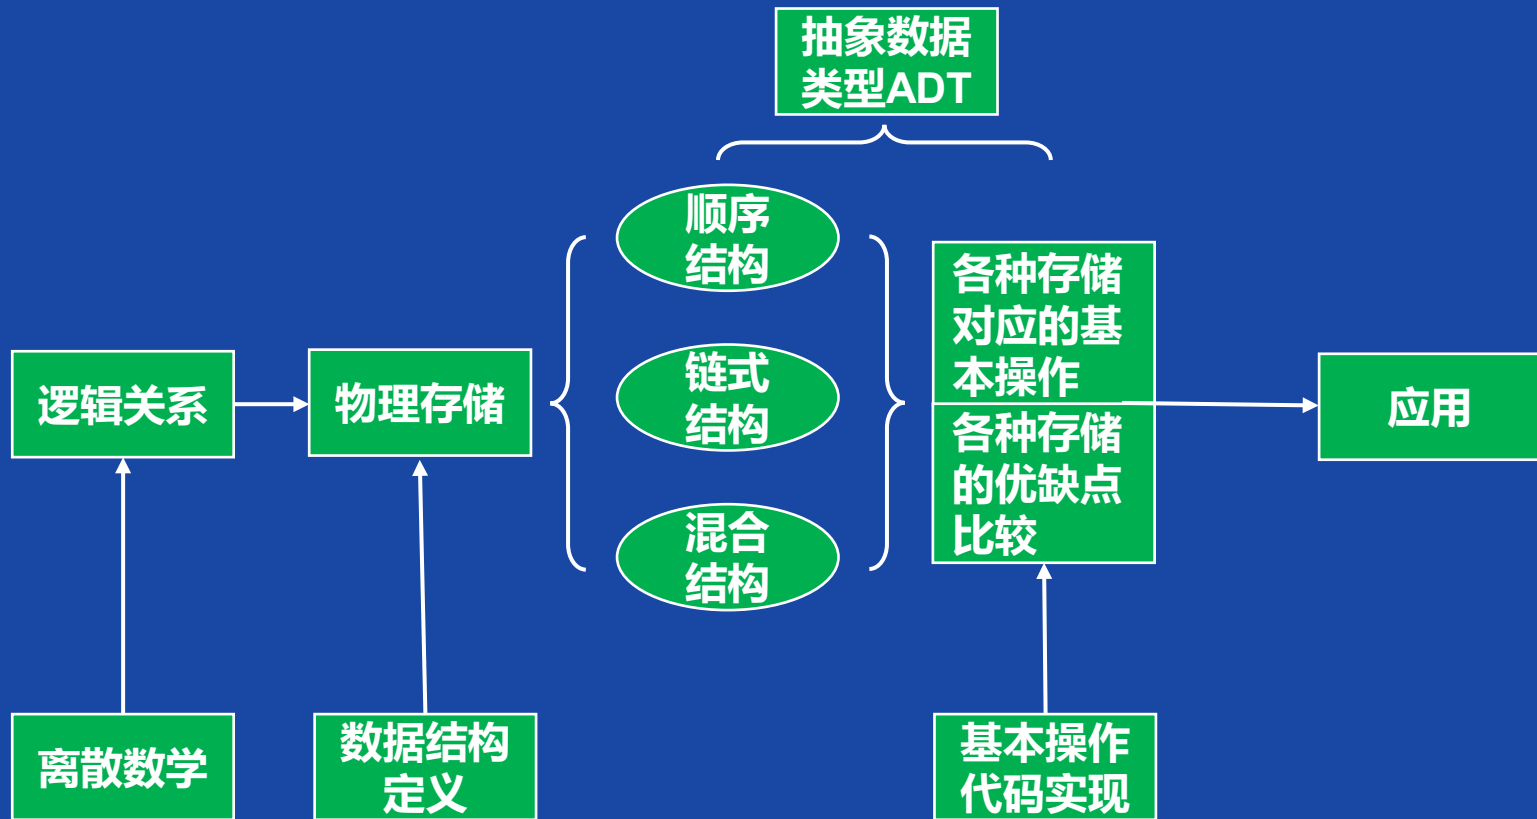 抽象数据
类型ADT
顺序
结构
各种存储
对应的基
本操作
逻辑关系
物理存储
链式
结构
应用
各种存储
的优缺点
比较
混合
结构
离散数学
数据结构
定义
基本操作
代码实现